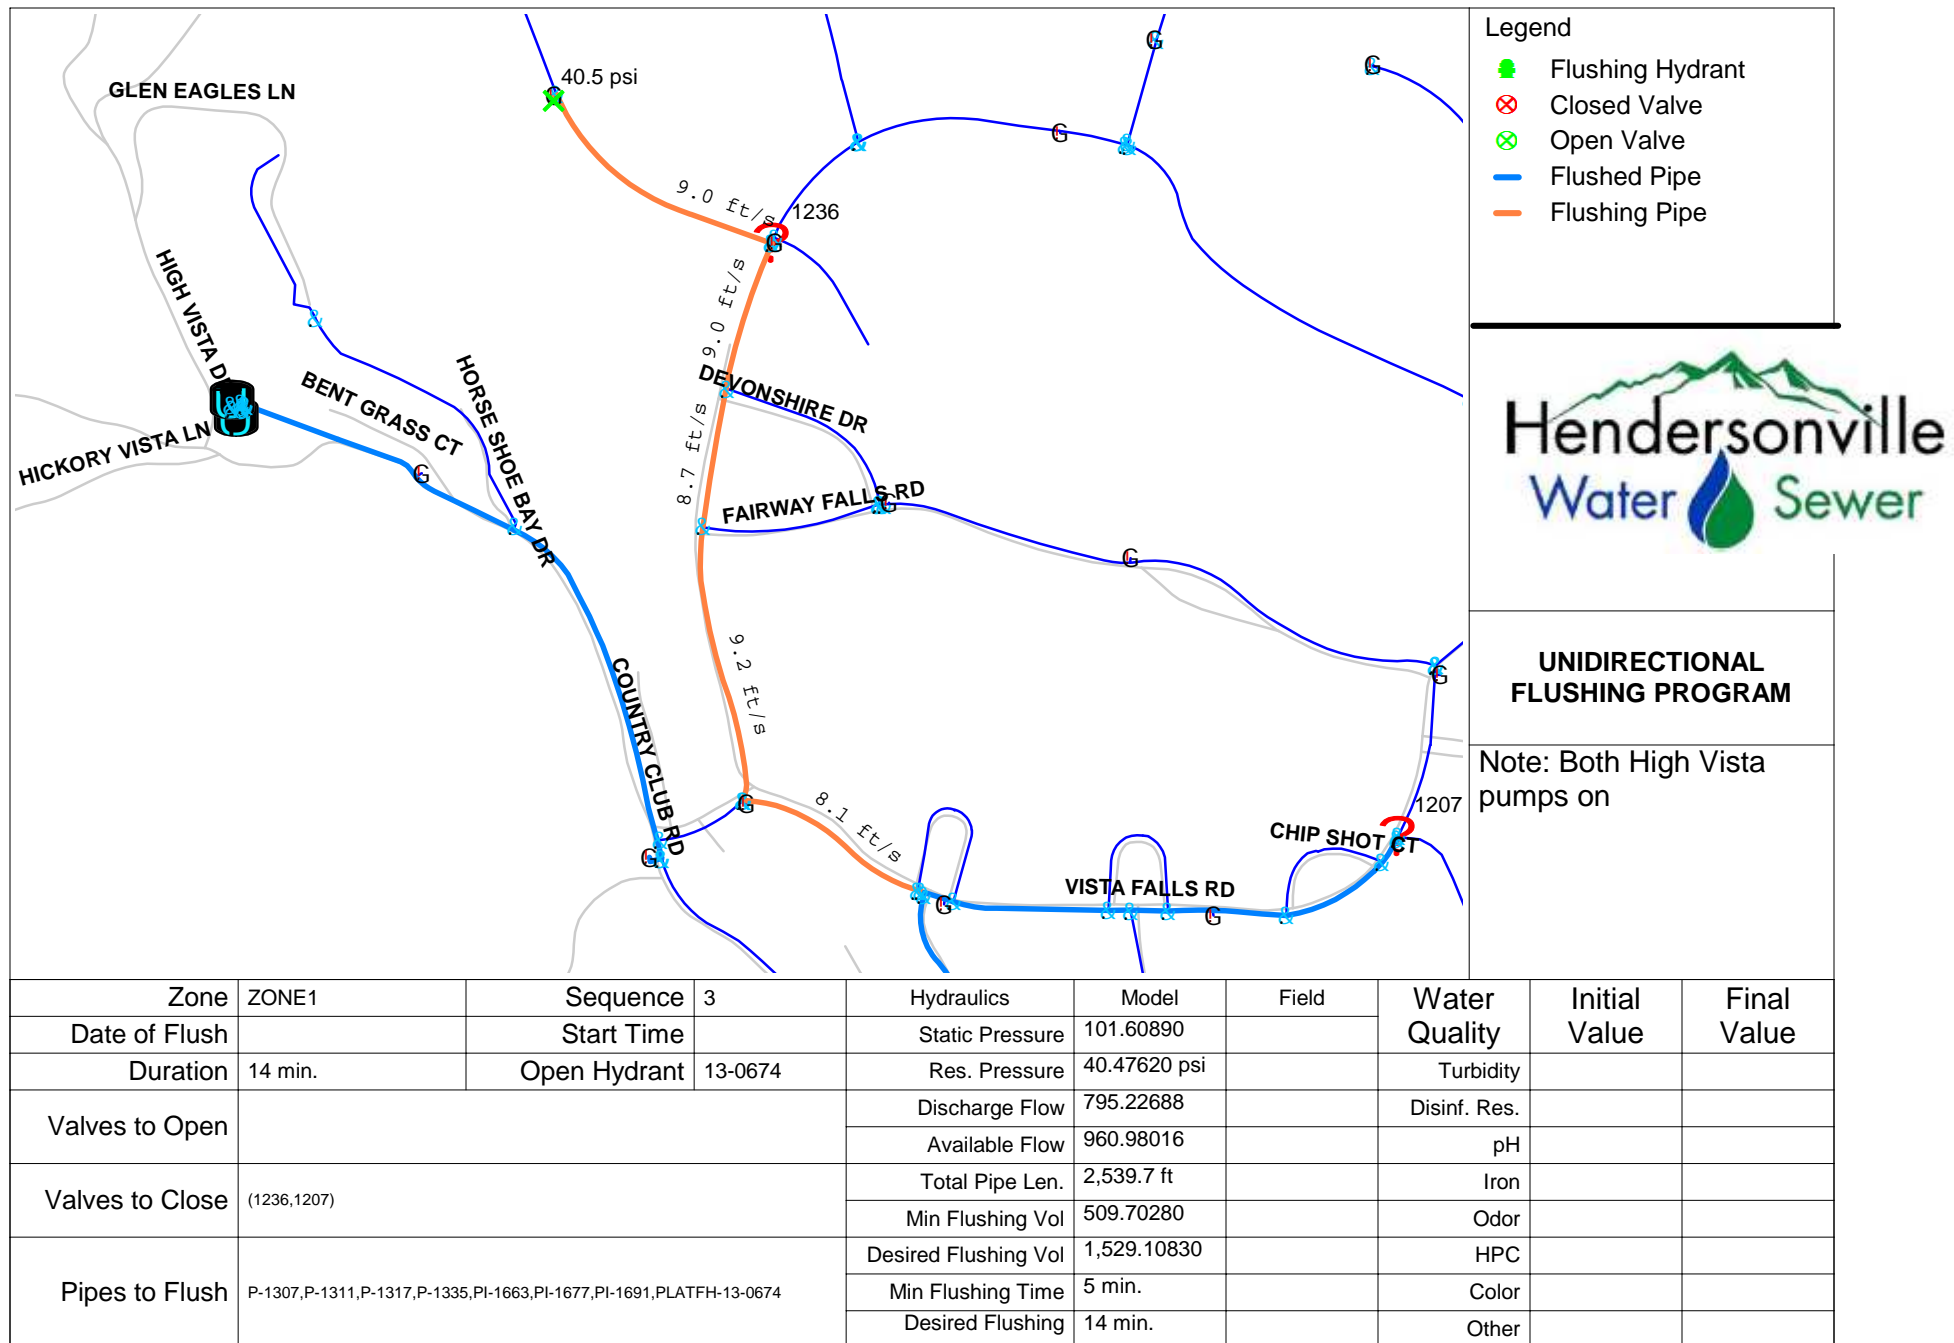 Legend
Flushing Hydrant
Closed Valve
Open Valve
Flushed Pipe
Flushing Pipe
Hendersonville
Water Sewer
UNIDIRECTIONAL
FLUSHING PROGRAM
Note: Both High Vista
pumps on
40.5 psi
GLEN EAGLES LN
9.0 ft/s
1236
HIGH VISTA DR
9.0 ft/s
DEVONSHIRE DR
BENT GRASS CT
HORSE SHOE BAY DR
HICKORY VISTA LN
8.7 ft/s
FAIRWAY FALLS RD
9.2 ft/s
COUNTRY CLUB RD
8.1 ft/s
1207
CHIP SHOT CT
VISTA FALLS RD
Zone ZONE1 Sequence 3 Hydraulics Model Field Water Quality Initial Value Final Value
Date of Flush Start Time Static Pressure 101.60890
Duration 14 min. Open Hydrant 13-0674 Res. Pressure 40.47620 psi Turbidity
Valves to Open Discharge Flow 795.22688 Disinf. Res.
Available Flow 960.98016 pH
Valves to Close (1236,1207) Total Pipe Len. 2,539.7 ft Iron
Min Flushing Vol 509.70280 Odor
Desired Flushing Vol 1,529.10830 HPC
Pipes to Flush P-1307,P-1311,P-1317,P-1335,PI-1663,PI-1677,PI-1691,PLATFH-13-0674 Min Flushing Time 5 min. Color
Desired Flushing 14 min. Other